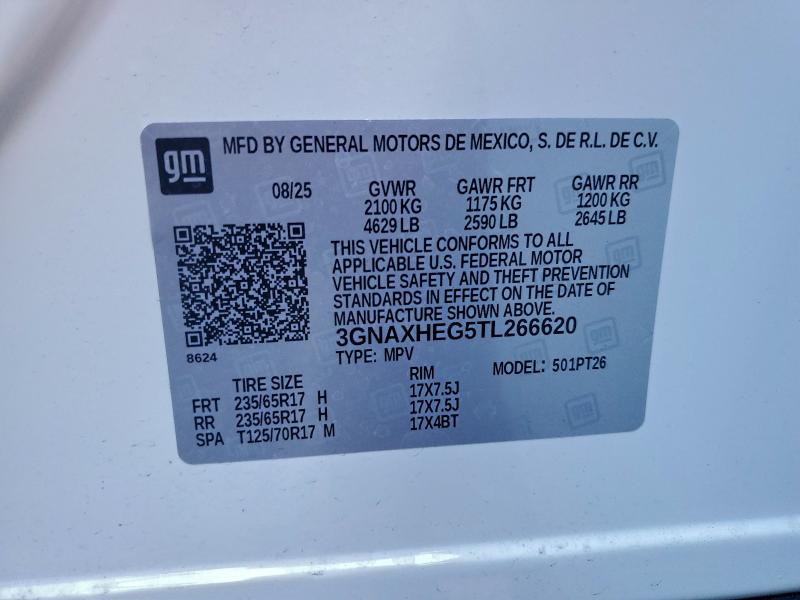 gm
MFD BY GENERAL MOTORS DE MEXICO, S. DE R.L. DE C.V.
08/25 GVWR GAWR FRT GAWR RR
2100 KG 1175 KG 1200 KG
4629 LB 2590 LB 2645 LB
THIS VEHICLE CONFORMS TO ALL
APPLICABLE U.S. FEDERAL MOTOR
VEHICLE SAFETY AND THEFT PREVENTION
STANDARDS IN EFFECT ON THE DATE OF
MANUFACTURE SHOWN ABOVE.
3GNAXHEG5TL266620
8624
TYPE: MPV MODEL: 501PT26
TIRE SIZE RIM
FRT 235/65R17 H 17X7.5J
RR 235/65R17 H 17X7.5J
SPA T125/70R17 M 17X4BT